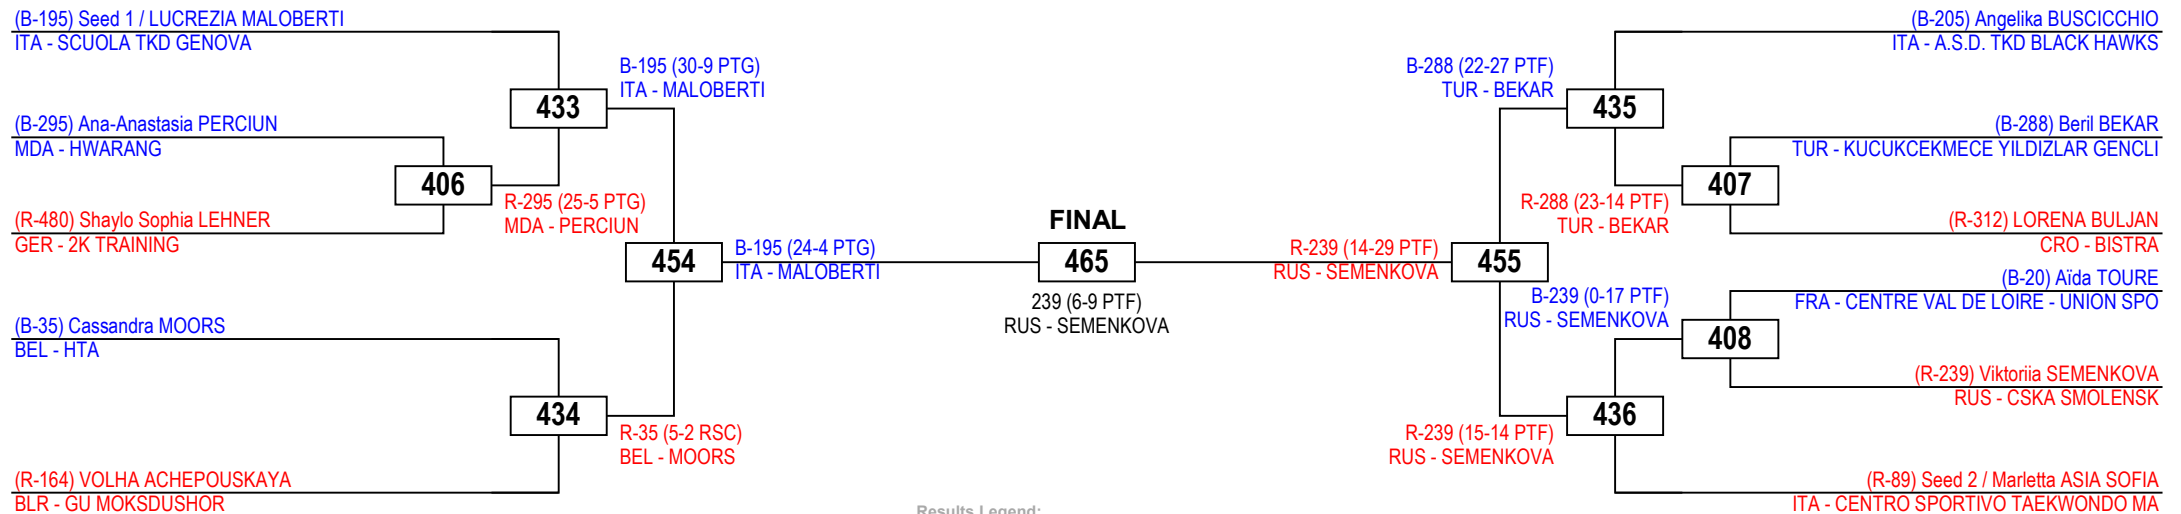 (B-195) Seed 1 / LUCREZIA MALOBERTI
ITA - SCUOLA TKD GENOVA
B-195 (30-9 PTG)
ITA - MALOBERTI
433
(B-295) Ana-Anastasia PERCIUN
MDA - HWARANG
406
R-295 (25-5 PTG)
MDA - PERCIUN
(R-480) Shaylo Sophia LEHNER
GER - 2K TRAINING
454
B-195 (24-4 PTG)
ITA - MALOBERTI
(B-35) Cassandra MOORS
BEL - HTA
434
R-35 (5-2 RSC)
BEL - MOORS
(R-164) VOLHA ACHEPOUSKAYA
BLR - GU MOKSDUSHOR
FINAL
465
239 (6-9 PTF)
RUS - SEMENKOVA
(B-205) Angelika BUSCICCHIO
ITA - A.S.D. TKD BLACK HAWKS
B-288 (22-27 PTF)
TUR - BEKAR
435
(B-288) Beril BEKAR
TUR - KUCUKCEKMECE YILDIZLAR GENCLI
407
R-288 (23-14 PTF)
TUR - BEKAR
(R-312) LORENA BULJAN
CRO - BISTRA
R-239 (14-29 PTF)
RUS - SEMENKOVA
455
(B-20) Aïda TOURE
FRA - CENTRE VAL DE LOIRE - UNION SPO
B-239 (0-17 PTF)
RUS - SEMENKOVA
408
(R-239) Viktoriia SEMENKOVA
RUS - CSKA SMOLENSK
436
R-239 (15-14 PTF)
RUS - SEMENKOVA
(R-89) Seed 2 / Marletta ASIA SOFIA
ITA - CENTRO SPORTIVO TAEKWONDO MA
Results Legend: